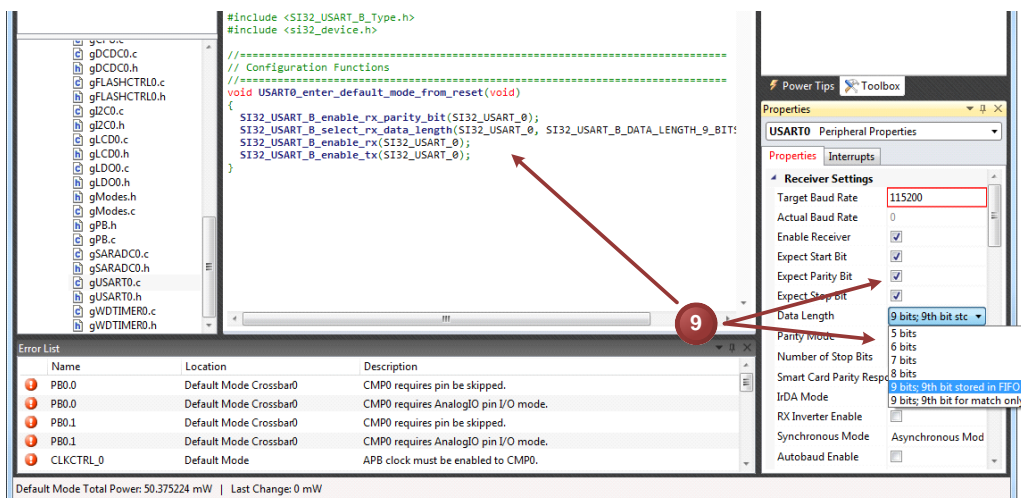 gCPU.c
gDCDC0.c
gDCDC0.h
gFLASHCTRL0.c
gFLASHCTRL0.h
gI2C0.c
gI2C0.h
gLCD0.c
gLCD0.h
gLDO0.c
gLDO0.h
gModes.h
gModes.c
gPB.h
gPB.c
gSARADC0.c
gSARADC0.h
gUSART0.c
gUSART0.h
gWDTIMER0.c
gWDTIMER0.h
#include <SI32_USART_B_Type.h>
#include <si32_device.h>
//==============================================================================
// Configuration Functions
//==============================================================================
void USART0_enter_default_mode_from_reset(void)
{
SI32_USART_B_enable_rx_parity_bit(SI32_USART_0);
SI32_USART_B_select_rx_data_length(SI32_USART_0, SI32_USART_B_DATA_LENGTH_9_BITS
SI32_USART_B_enable_rx(SI32_USART_0);
SI32_USART_B_enable_tx(SI32_USART_0);
}
9
Power Tips Toolbox
Properties
USART0 Peripheral Properties
Properties Interrupts
Receiver Settings
Target Baud Rate 115200
Actual Baud Rate 0
Enable Receiver
Expect Start Bit
Expect Parity Bit
Expect Stop Bit
Data Length 9 bits; 9th bit stc
5 bits
6 bits
7 bits
8 bits
9 bits; 9th bit stored in FIFO
9 bits; 9th bit for match only
Parity Mode
Number of Stop Bits
Smart Card Parity Resp
IrDA Mode
RX Inverter Enable
Synchronous Mode Asynchronous Mod
Autobaud Enable
Error List
Name Location Description
PB0.0 Default Mode Crossbar0 CMP0 requires pin be skipped.
PB0.0 Default Mode Crossbar0 CMP0 requires AnalogIO pin I/O mode.
PB0.1 Default Mode Crossbar0 CMP0 requires pin be skipped.
PB0.1 Default Mode Crossbar0 CMP0 requires AnalogIO pin I/O mode.
CLKCTRL_0 Default Mode APB clock must be enabled to CMP0.
Default Mode Total Power: 50.375224 mW | Last Change: 0 mW